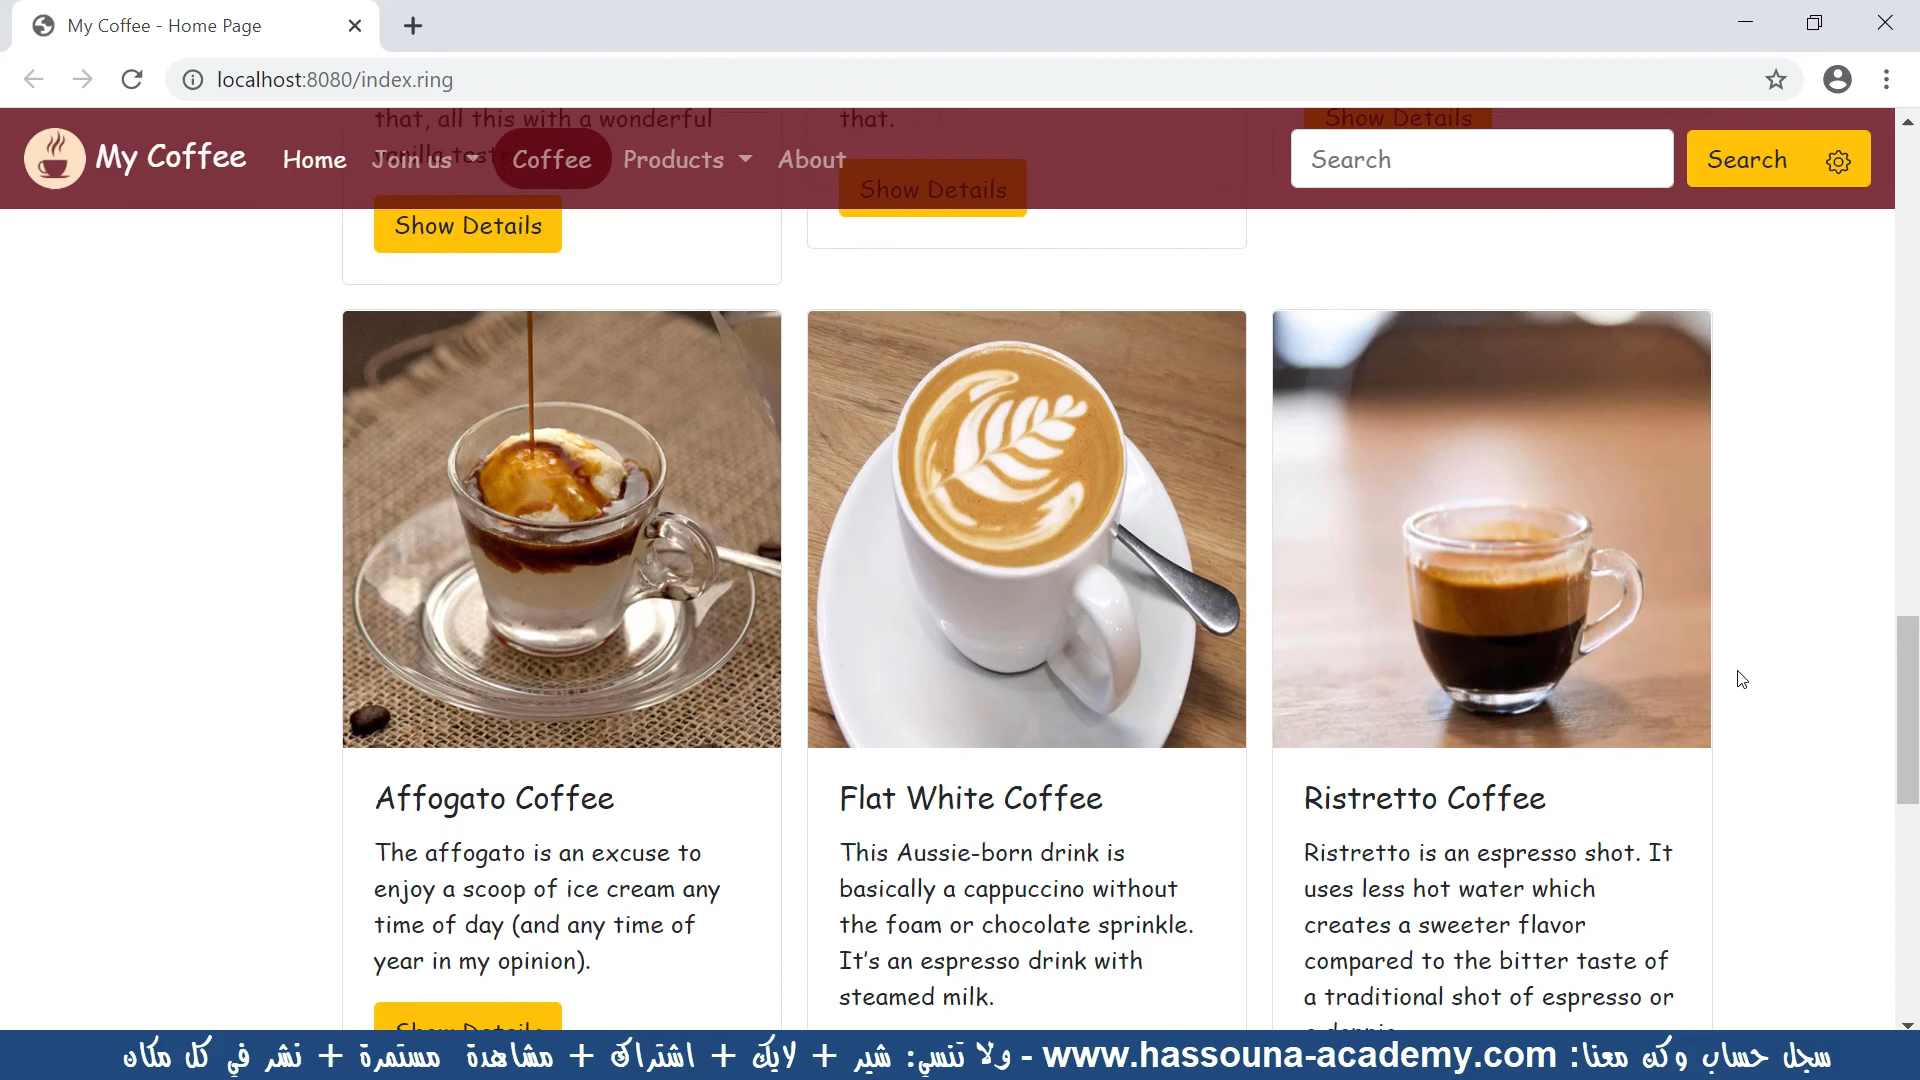 My Coffee - Home Page
localhost:8080/index.ring
that, all this with a wonderful
that.
Show Details
My Coffee Home Join us Coffee Products About Search Search
Show Details
Show Details
Affogato Coffee
The affogato is an excuse to
enjoy a scoop of ice cream any
time of day (and any time of
year in my opinion).
Show Details
Flat White Coffee
This Aussie-born drink is
basically a cappuccino without
the foam or chocolate sprinkle.
It's an espresso drink with
steamed milk.
Ristretto Coffee
Ristretto is an espresso shot. It
uses less hot water which
creates a sweeter flavor
compared to the bitter taste of
a traditional shot of espresso or
سجل حساب وكن معنا: www.hassouna-academy.com - ولا تنسى: شير + لايك + اشتراك + مشاهدة مستمرة + نشر في كل مكان